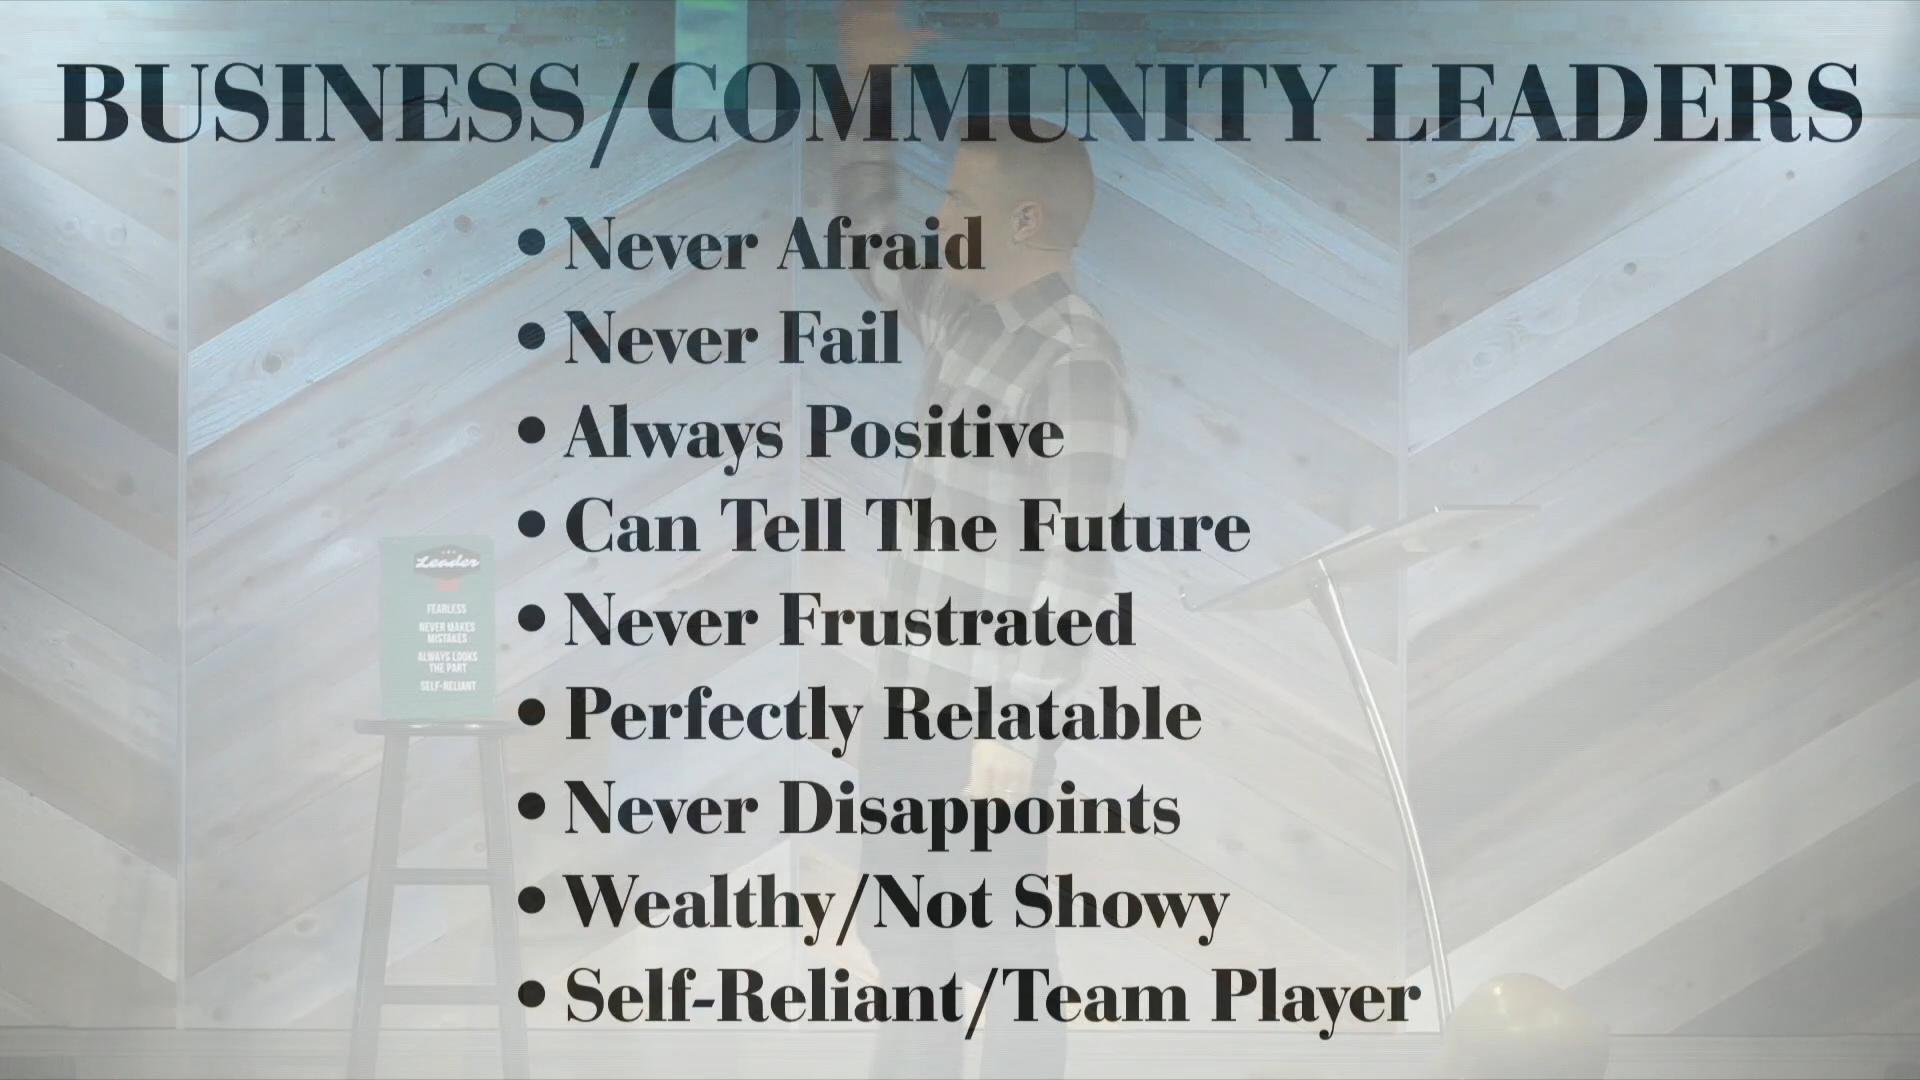 BUSINESS/COMMUNITY LEADERS
• Never Afraid
• Never Fail
• Always Positive
• Can Tell The Future
• Never Frustrated
• Perfectly Relatable
• Never Disappoints
• Wealthy/Not Showy
• Self-Reliant/Team Player
Leader
FEARLESS
NEVER MAKES
MISTAKES
ALWAYS LOOKS
THE PART
SELF-RELIANT